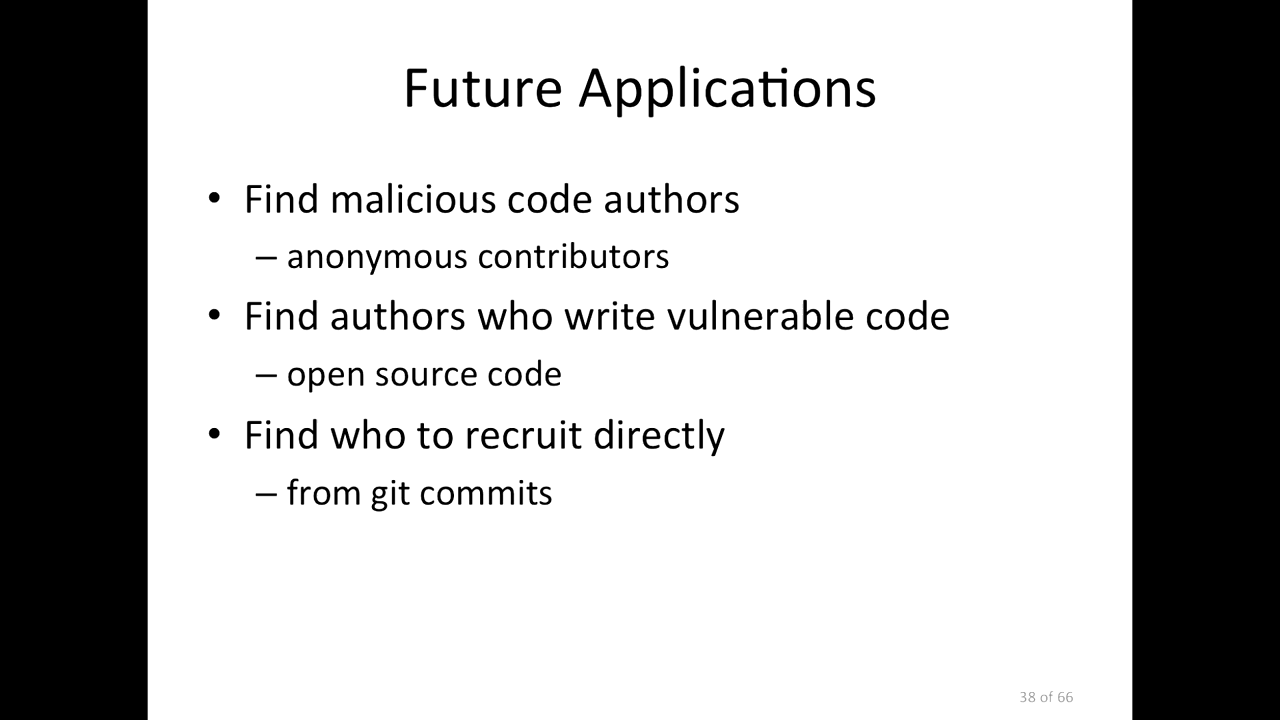 Future Applications
• Find malicious code authors
– anonymous contributors
• Find authors who write vulnerable code
– open source code
• Find who to recruit directly
– from git commits
38 of 66